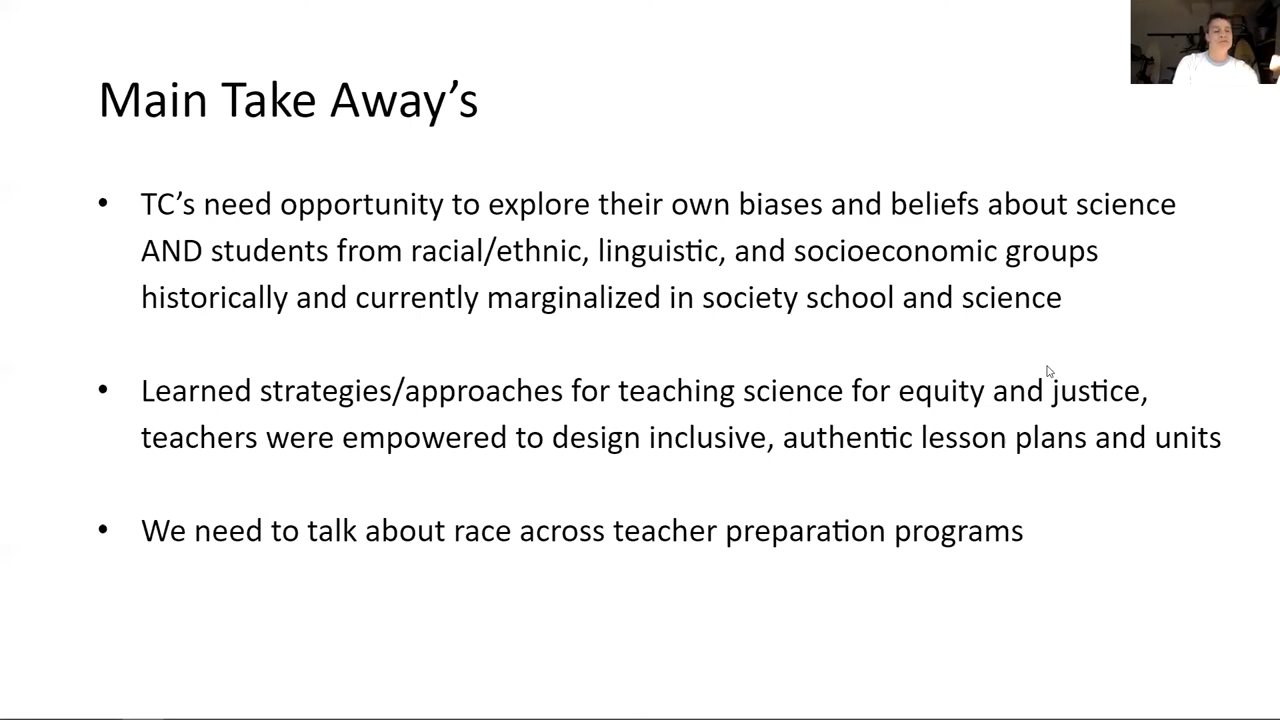 Main Take Away's
• TC's need opportunity to explore their own biases and beliefs about science
AND students from racial/ethnic, linguistic, and socioeconomic groups
historically and currently marginalized in society school and science
• Learned strategies/approaches for teaching science for equity and justice,
teachers were empowered to design inclusive, authentic lesson plans and units
• We need to talk about race across teacher preparation programs